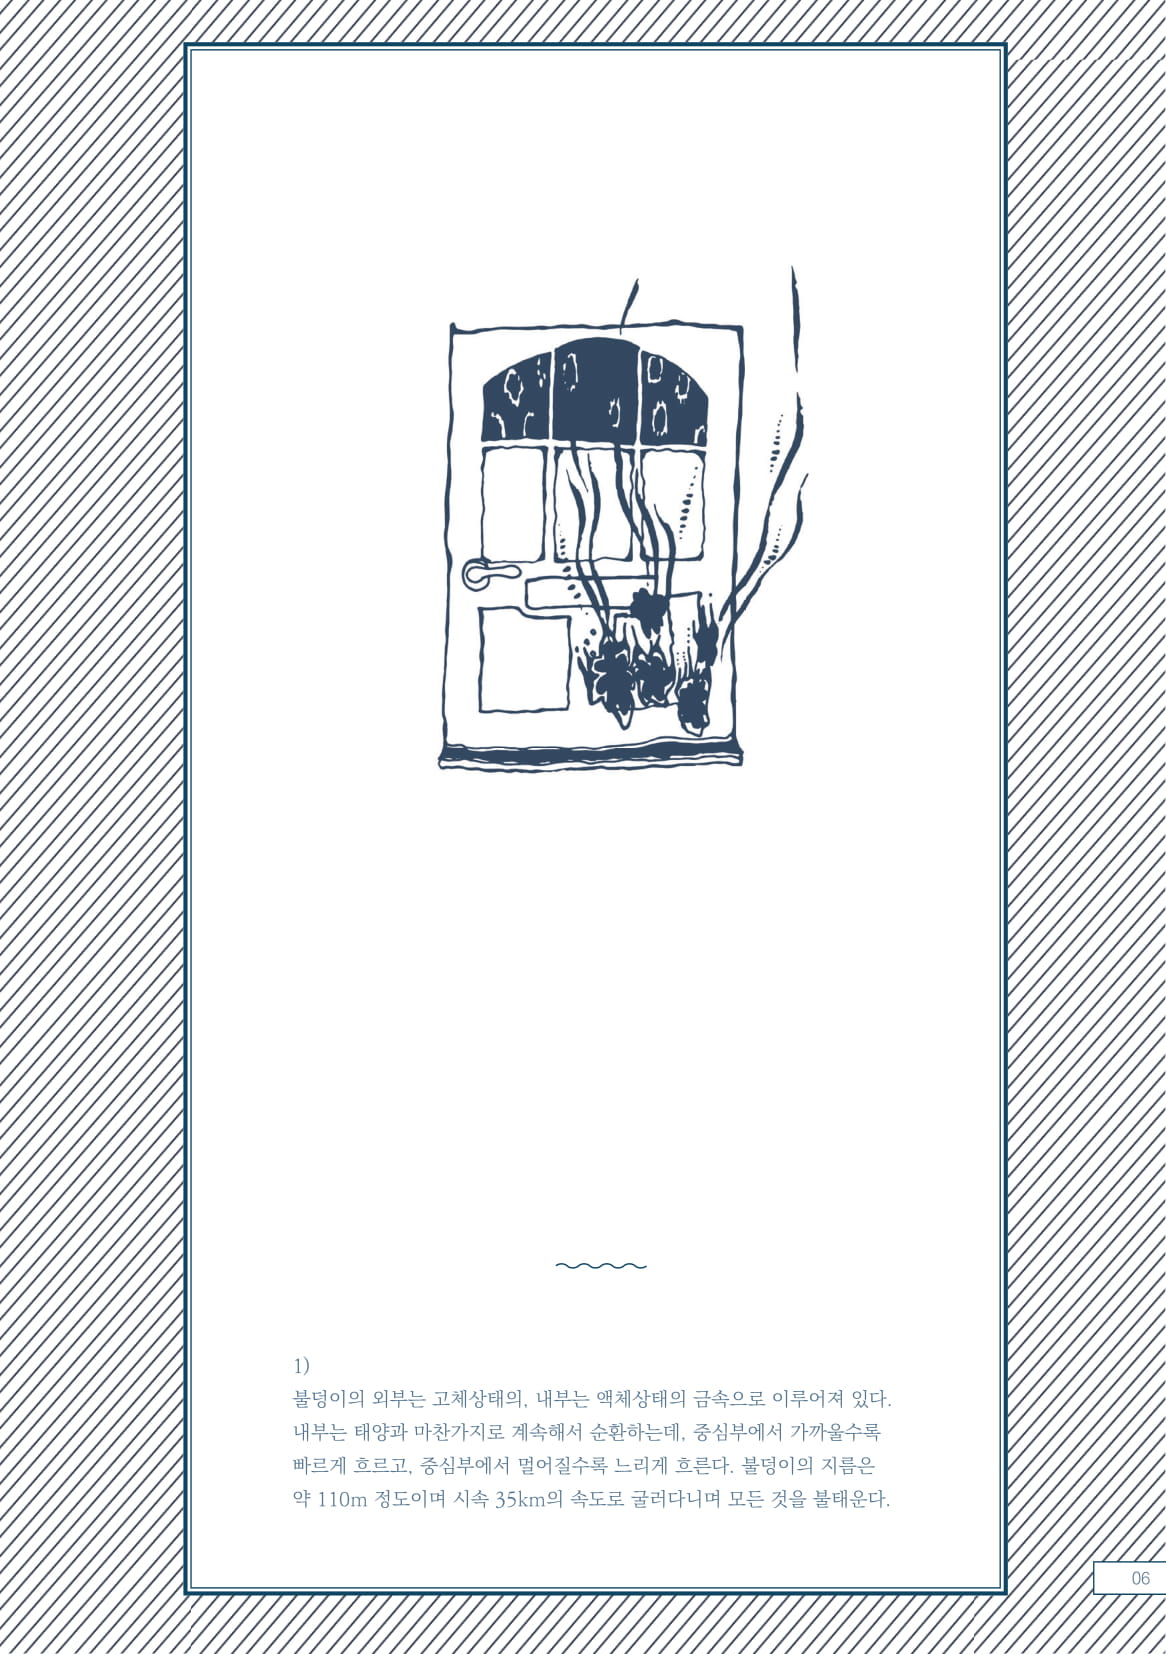 1)
불덩이의 외부는 고체상태의, 내부는 액체상태의 금속으로 이루어져 있다.
내부는 태양과 마찬가지로 계속해서 순환하는데, 중심부에서 가까울수록
빠르게 흐르고, 중심부에서 멀어질수록 느리게 흐른다. 불덩이의 지름은
약 110m 정도이며 시속 35km의 속도로 굴러다니며 모든 것을 불태운다.
06